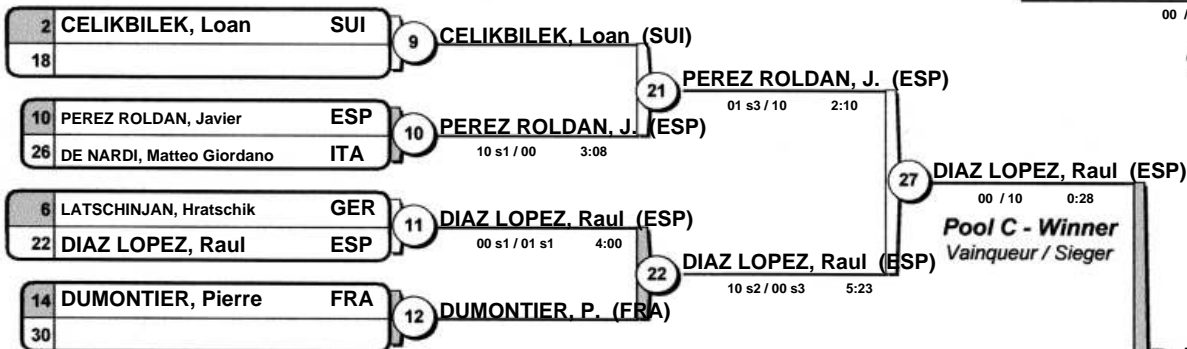 00 /
2 CELIKBILEK, Loan SUI
18
9 CELIKBILEK, Loan (SUI)
21 PEREZ ROLDAN, J. (ESP)
01 s3 / 10 2:10
10 PEREZ ROLDAN, Javier ESP
26 DE NARDI, Matteo Giordano ITA
10 PEREZ ROLDAN, J. (ESP)
10 s1 / 00 3:08
27 DIAZ LOPEZ, Raul (ESP)
00 / 10 0:28
Pool C - Winner
Vainqueur / Sieger
6 LATSCHINJAN, Hratschik GER
22 DIAZ LOPEZ, Raul ESP
11 DIAZ LOPEZ, Raul (ESP)
00 s1 / 01 s1 4:00
22 DIAZ LOPEZ, Raul (ESP)
10 s2 / 00 s3 5:23
14 DUMONTIER, Pierre FRA
30
12 DUMONTIER, P. (FRA)